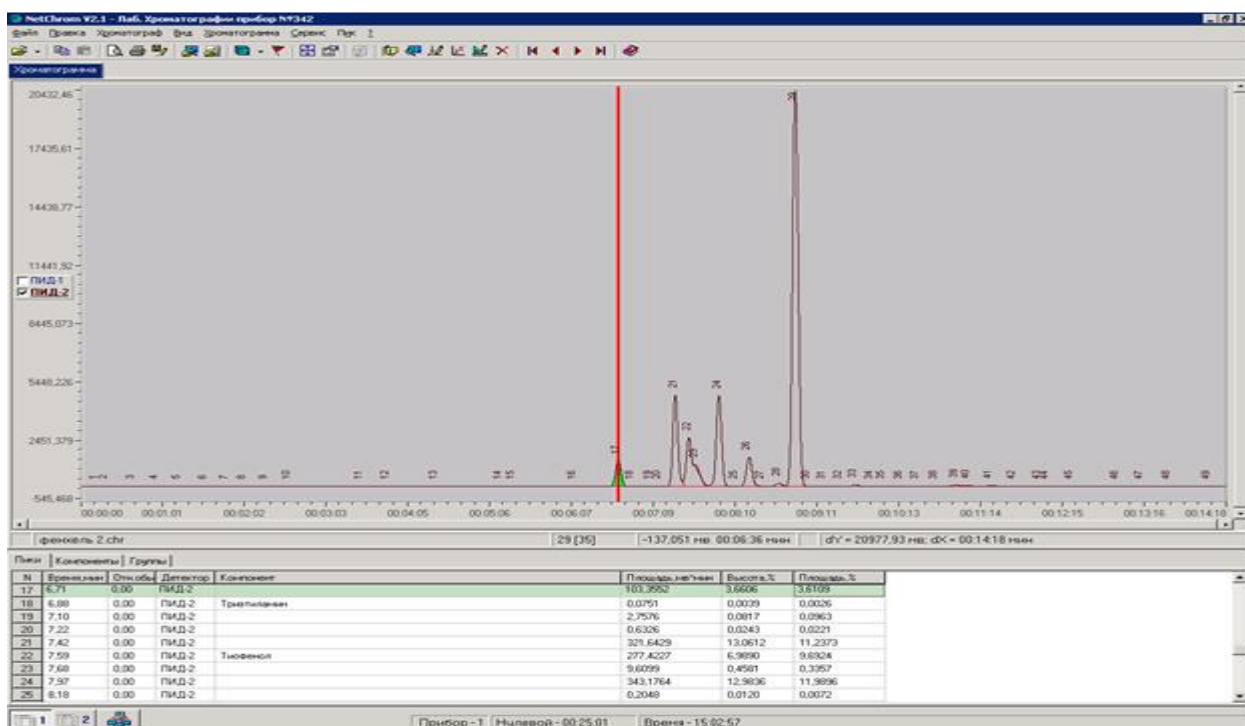 NetChrom V2.1 - Лаб. Хроматографии прибор №342
Файл Правка Хроматограф Вид Хроматограмма Сервис Пуск ?
Хроматограмма
20432,46
17435,61
14438,77
11441,92
ПИД-1
ПИД-2
8445,073
5448,226
2451,379
-545,468
17 21 22 23 24 26
00:00:00 00:01:01 00:02:02 00:03:03 00:04:05 00:05:06 00:06:07 00:07:09 00:08:10 00:09:11 00:10:13 00:11:14 00:12:15 00:13:16 00:14:18
фенхель 2.chr 29 [35] -137,051 мв 00:06:36 мин dY = 20977,93 мв; dX = 00:14:18 мин
Пики Компоненты Группы
N Время,мин Детектор Компонент Площадь,мв*мин Высота,% Площадь,%
17 6,71 0,00 ПИД-2 103,3552 3,6606 3,6109
18 6,88 0,00 ПИД-2 Триэтиламин 0,0751 0,0039 0,0026
19 7,10 0,00 ПИД-2 2,7576 0,0817 0,0963
20 7,22 0,00 ПИД-2 0,6326 0,0243 0,0221
21 7,42 0,00 ПИД-2 321,6429 13,0612 11,2373
22 7,59 0,00 ПИД-2 Тиофенол 277,4227 6,9890 9,6924
23 7,68 0,00 ПИД-2 9,6099 0,4581 0,3357
24 7,97 0,00 ПИД-2 343,1764 12,9836 11,9896
25 8,18 0,00 ПИД-2 0,2048 0,0120 0,0072
1 2 Прибор - 1 Нулевой - 00:25:01 Время - 15:02:57